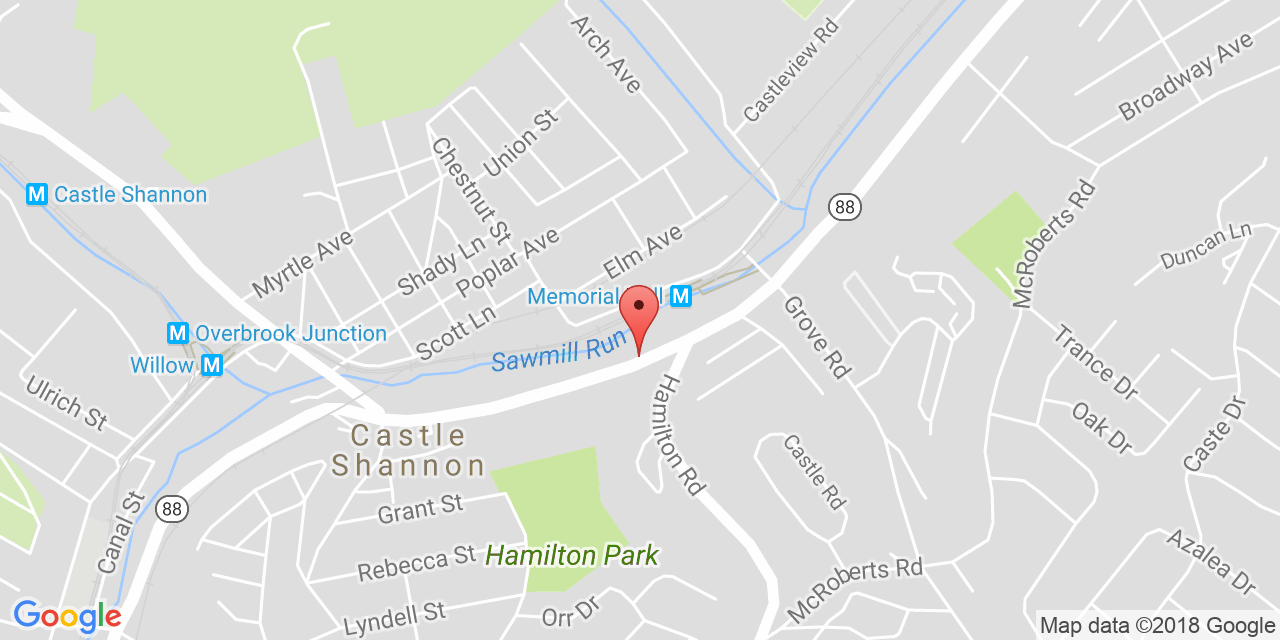 Arch Ave
Castleview Rd
Broadway Ave
Union St
Chestnut St
M Castle Shannon
88
McRoberts Rd
Duncan Ln
Myrtle Ave
Shady Ln
Poplar Ave
Elm Ave
Memorial
M
Grove Rd
M Overbrook Junction
Scott Ln
Sawmill Run
Willow M
Trance Dr
Ulrich St
Hamilton Rd
Oak Dr
Caste Dr
Castle
Shannon
Castle Rd
88
Canal St
Grant St
Hamilton Park
Rebecca St
Azalea Dr
McRoberts Rd
Lyndell St
Orr Dr
Google
Map data ©2018 Google